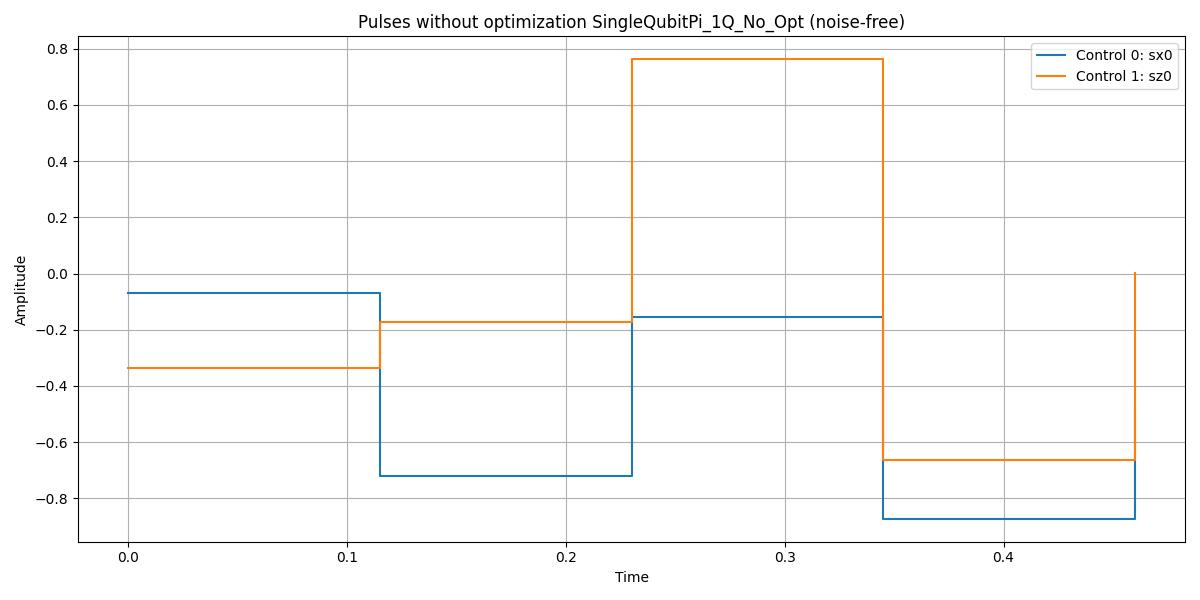 Pulses without optimization SingleQubitPi_1Q_No_Opt (noise-free)
Control 0: sx0
Control 1: sz0
Amplitude
0.8
0.6
0.4
0.2
0.0
−0.2
−0.4
−0.6
−0.8
0.0 0.1 0.2 0.3 0.4
Time